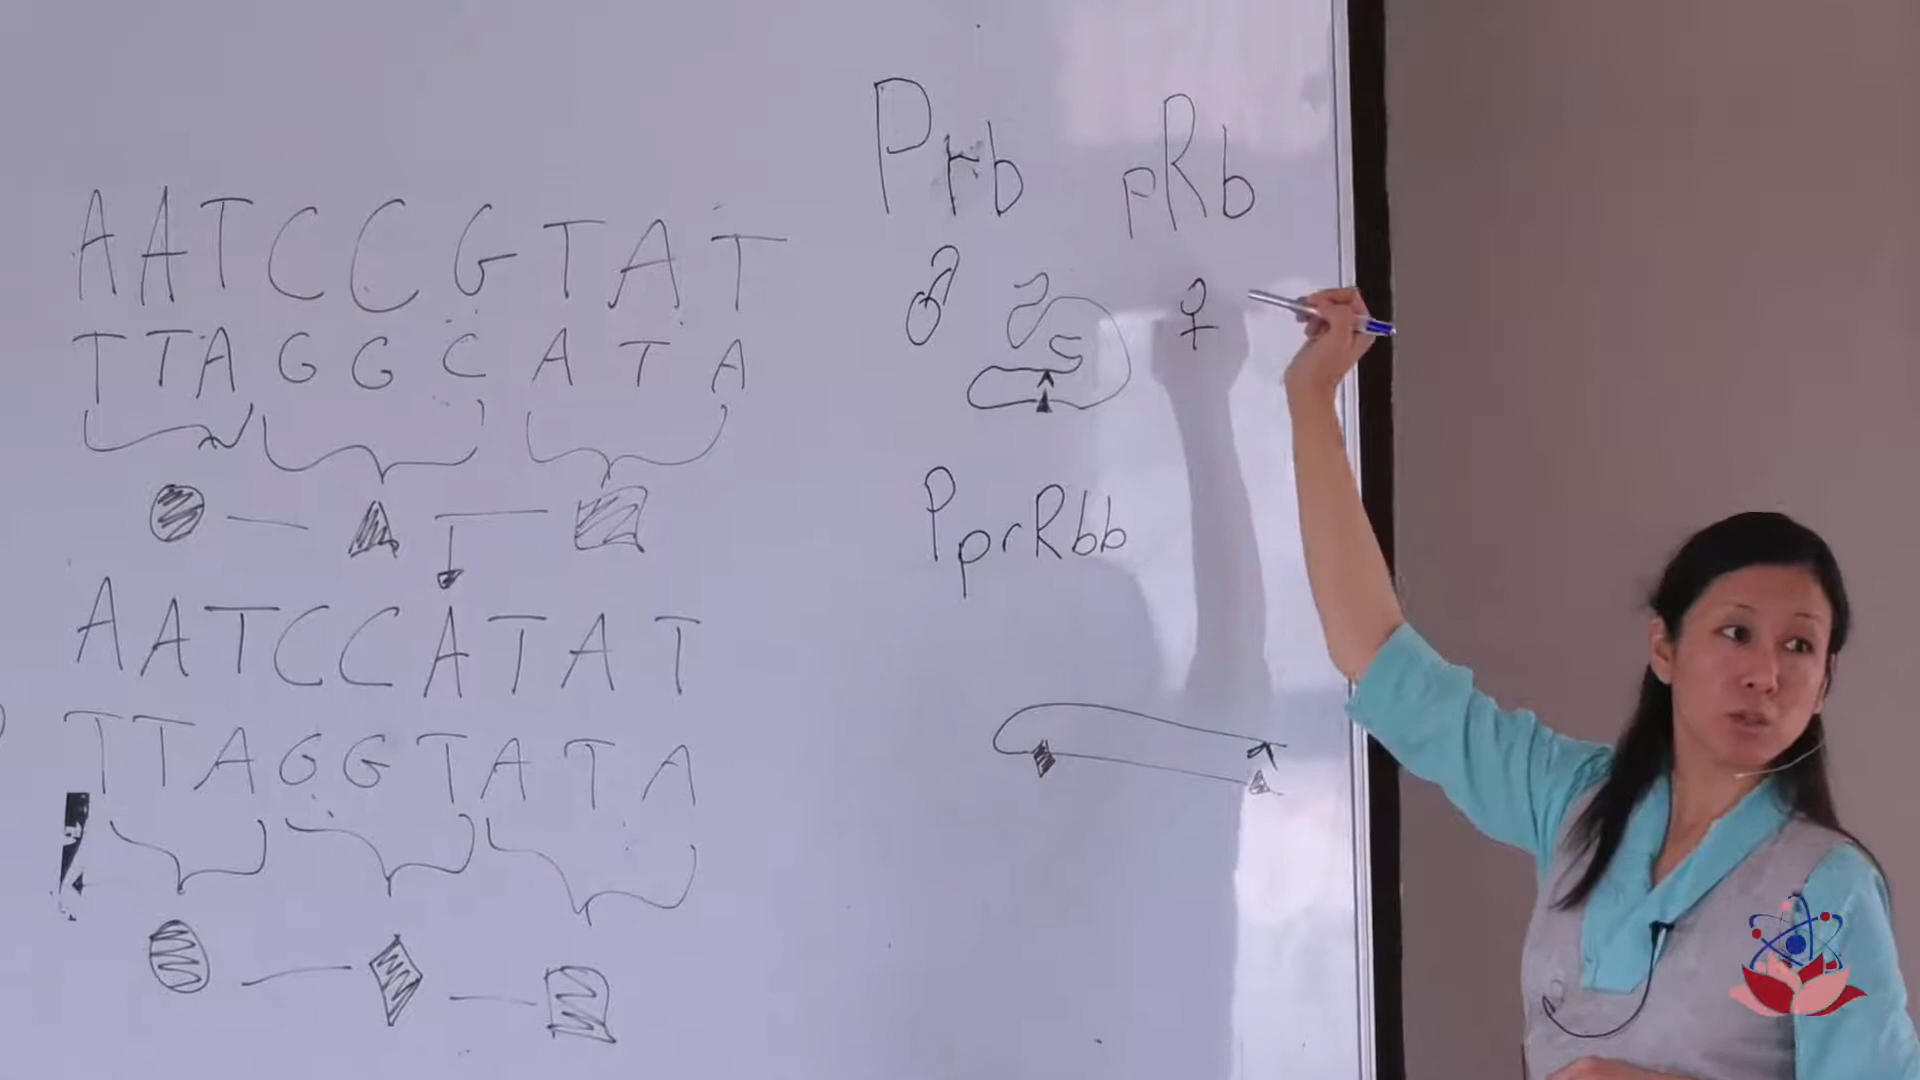 AATCCGTAT
TTAGGCATA
AATCCATAT
TTAGGTATA
Prb pRb
♂ ♀
PprRbb